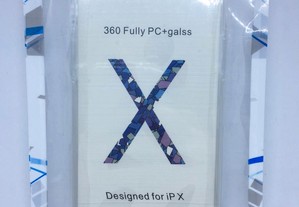 360 Fully PC+galss
X
Designed for iP X